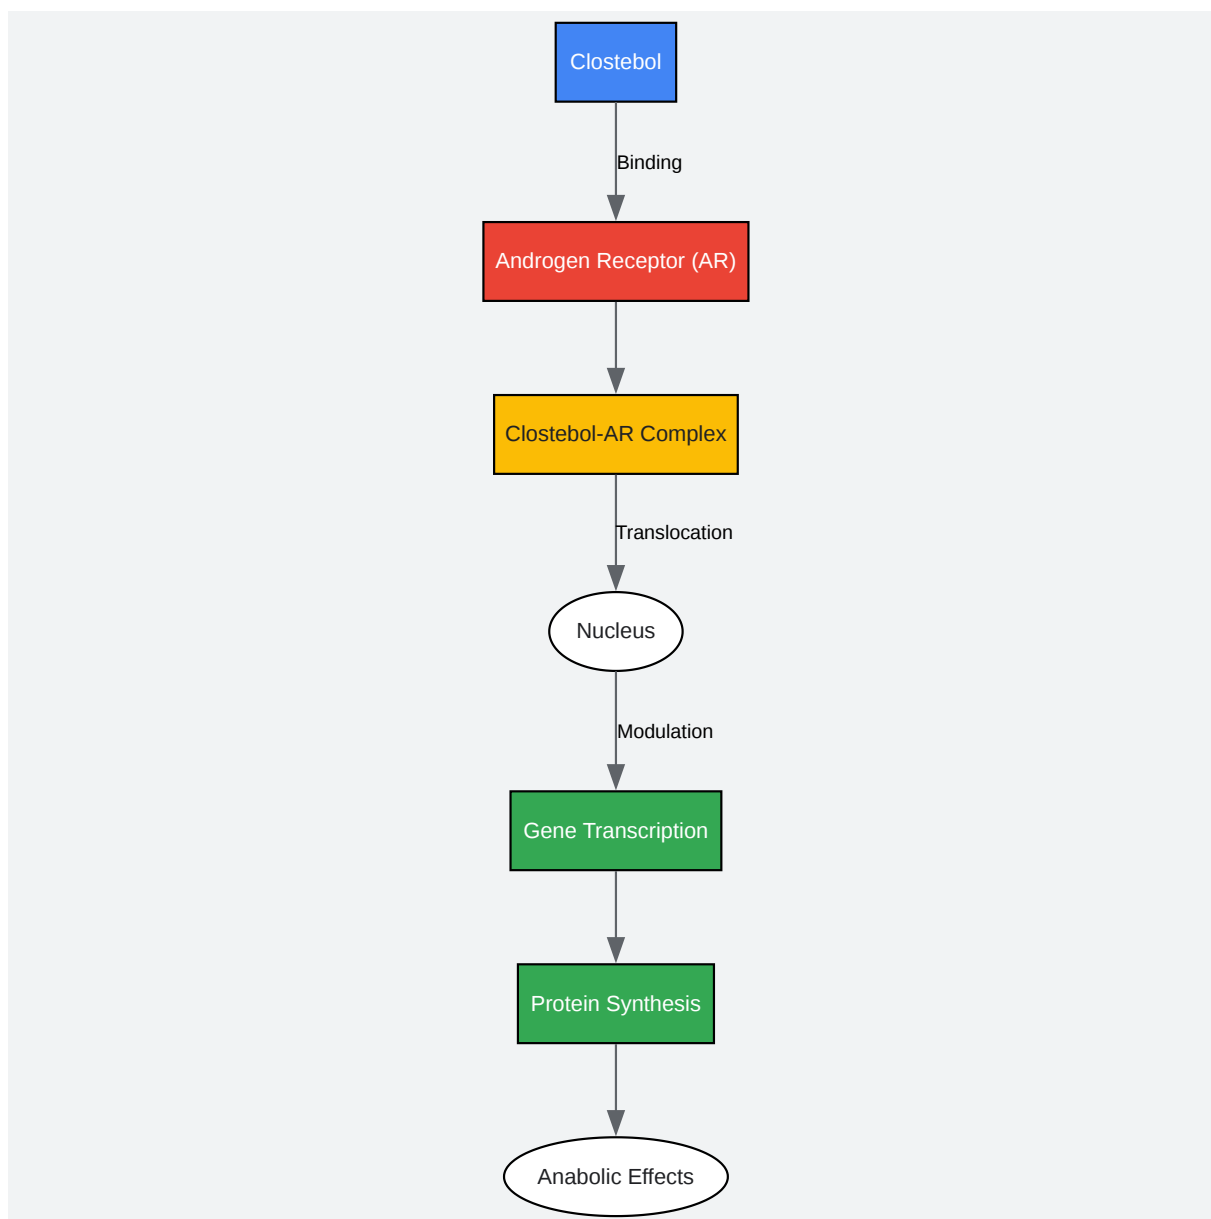 Clostebol
Binding
Androgen Receptor (AR)
Clostebol-AR Complex
Translocation
Nucleus
Modulation
Gene Transcription
Protein Synthesis
Anabolic Effects